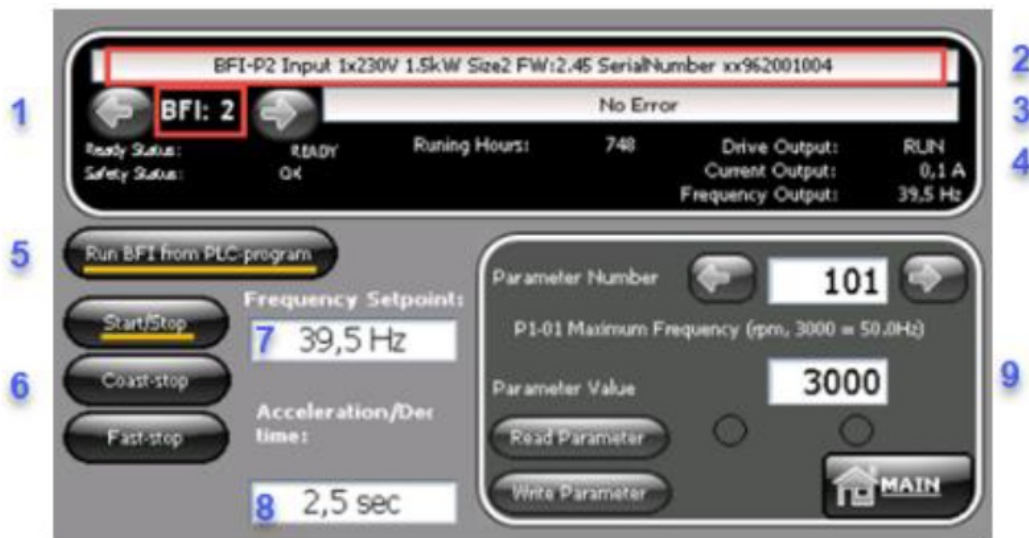 BFI-P2 Input 1x230V 1.5kW Size2 FW:2.45 SerialNumber xx962001004
2
1
BFI: 2
No Error
3
Ready Status: READY
Runing Hours: 748
Drive Output: RUN
4
Safety Status: OK
Current Output: 0,1 A
Frequency Output: 39,5 Hz
5
Run BFI from PLC-program
Parameter Number
101
Start/Stop
Frequency Setpoint:
7 39,5 Hz
P1-01 Maximum Frequency (rpm, 3000 = 50.0Hz)
6
Coast-stop
Parameter Value
3000
9
Fast-stop
Acceleration/Dec
time:
Read Parameter
8 2,5 sec
Write Parameter
MAIN